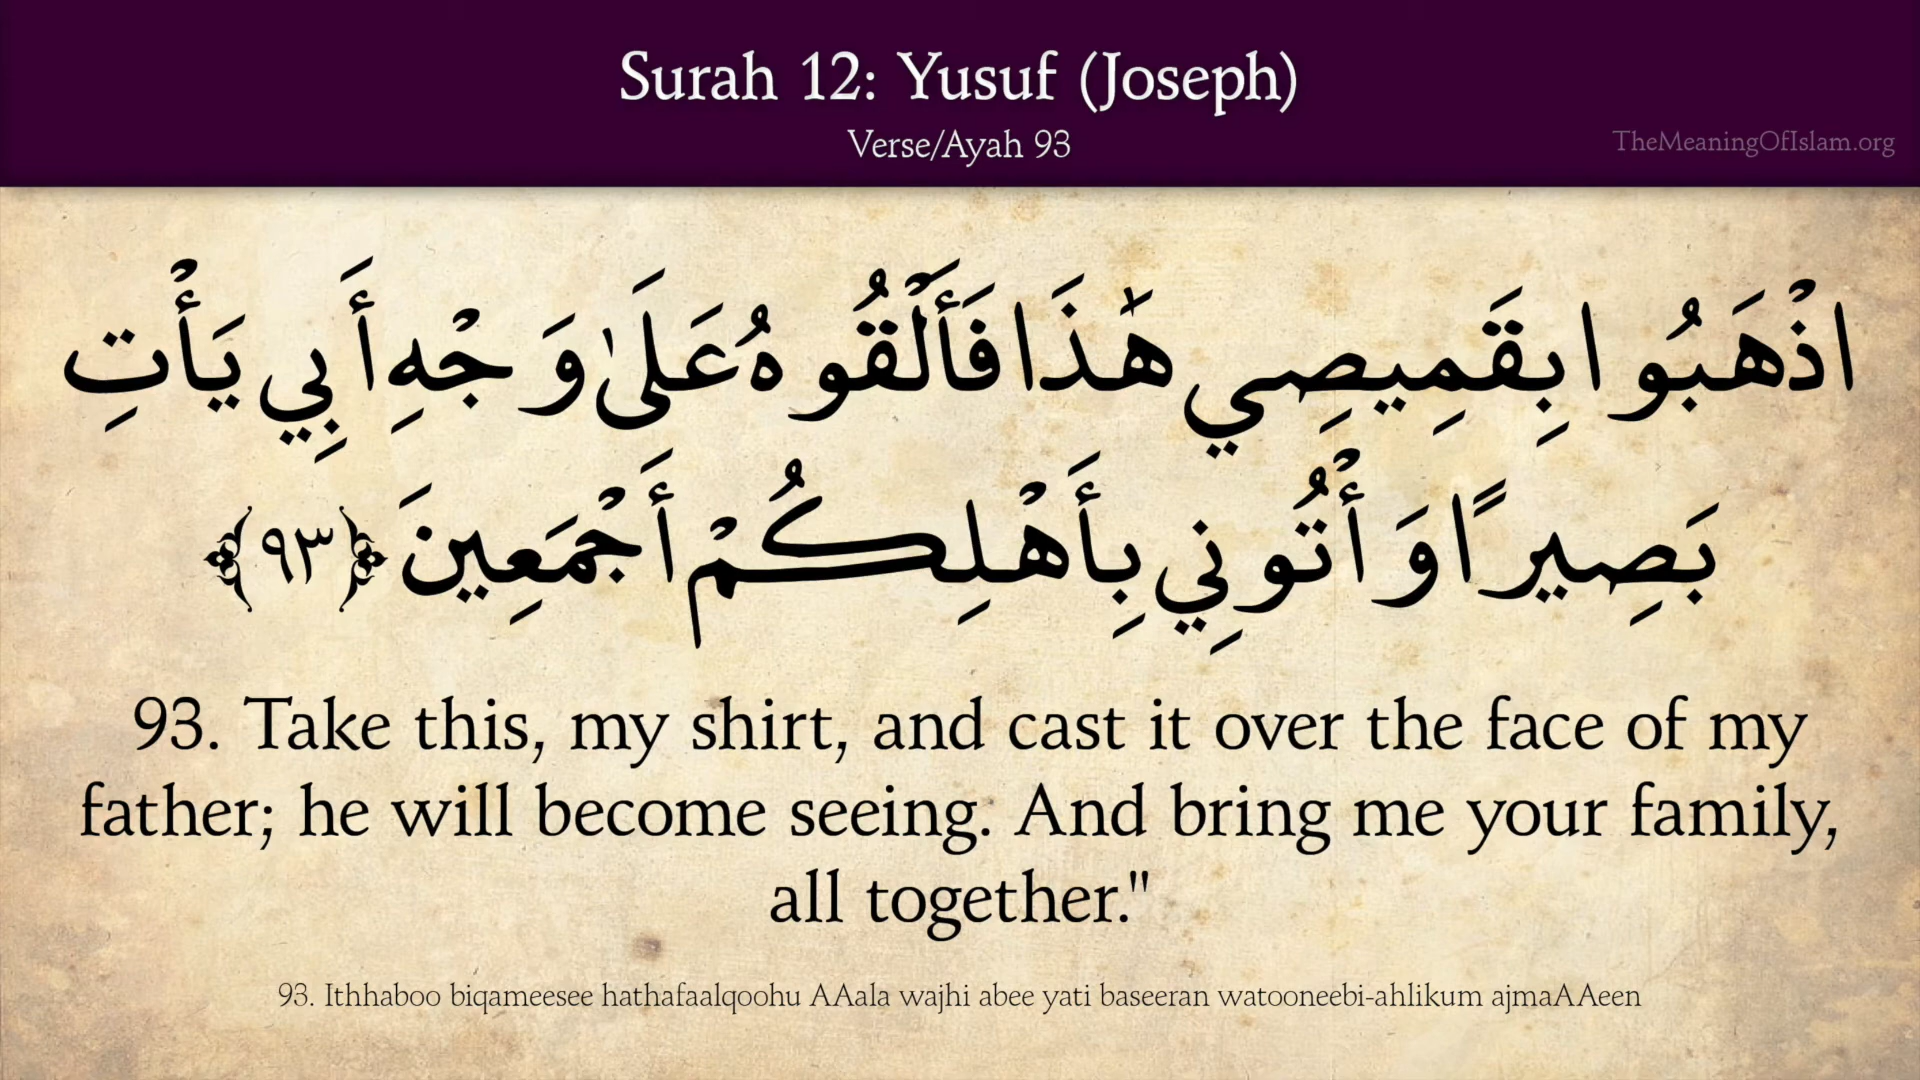 Surah 12: Yusuf (Joseph)
Verse/Ayah 93
TheMeaningOfIslam.org
اذْهَبُوا بِقَمِيصِي هَٰذَا فَأَلْقُوهُ عَلَىٰ وَجْهِ أَبِي يَأْتِ
بَصِيرًا وَأْتُونِي بِأَهْلِكُمْ أَجْمَعِينَ ﴿٩٣﴾
93. Take this, my shirt, and cast it over the face of my
father; he will become seeing. And bring me your family,
all together."
93. Ithhaboo biqameesee hathafaalqoohu AAala wajhi abee yati baseeran watooneebi-ahlikum ajmaAAeen